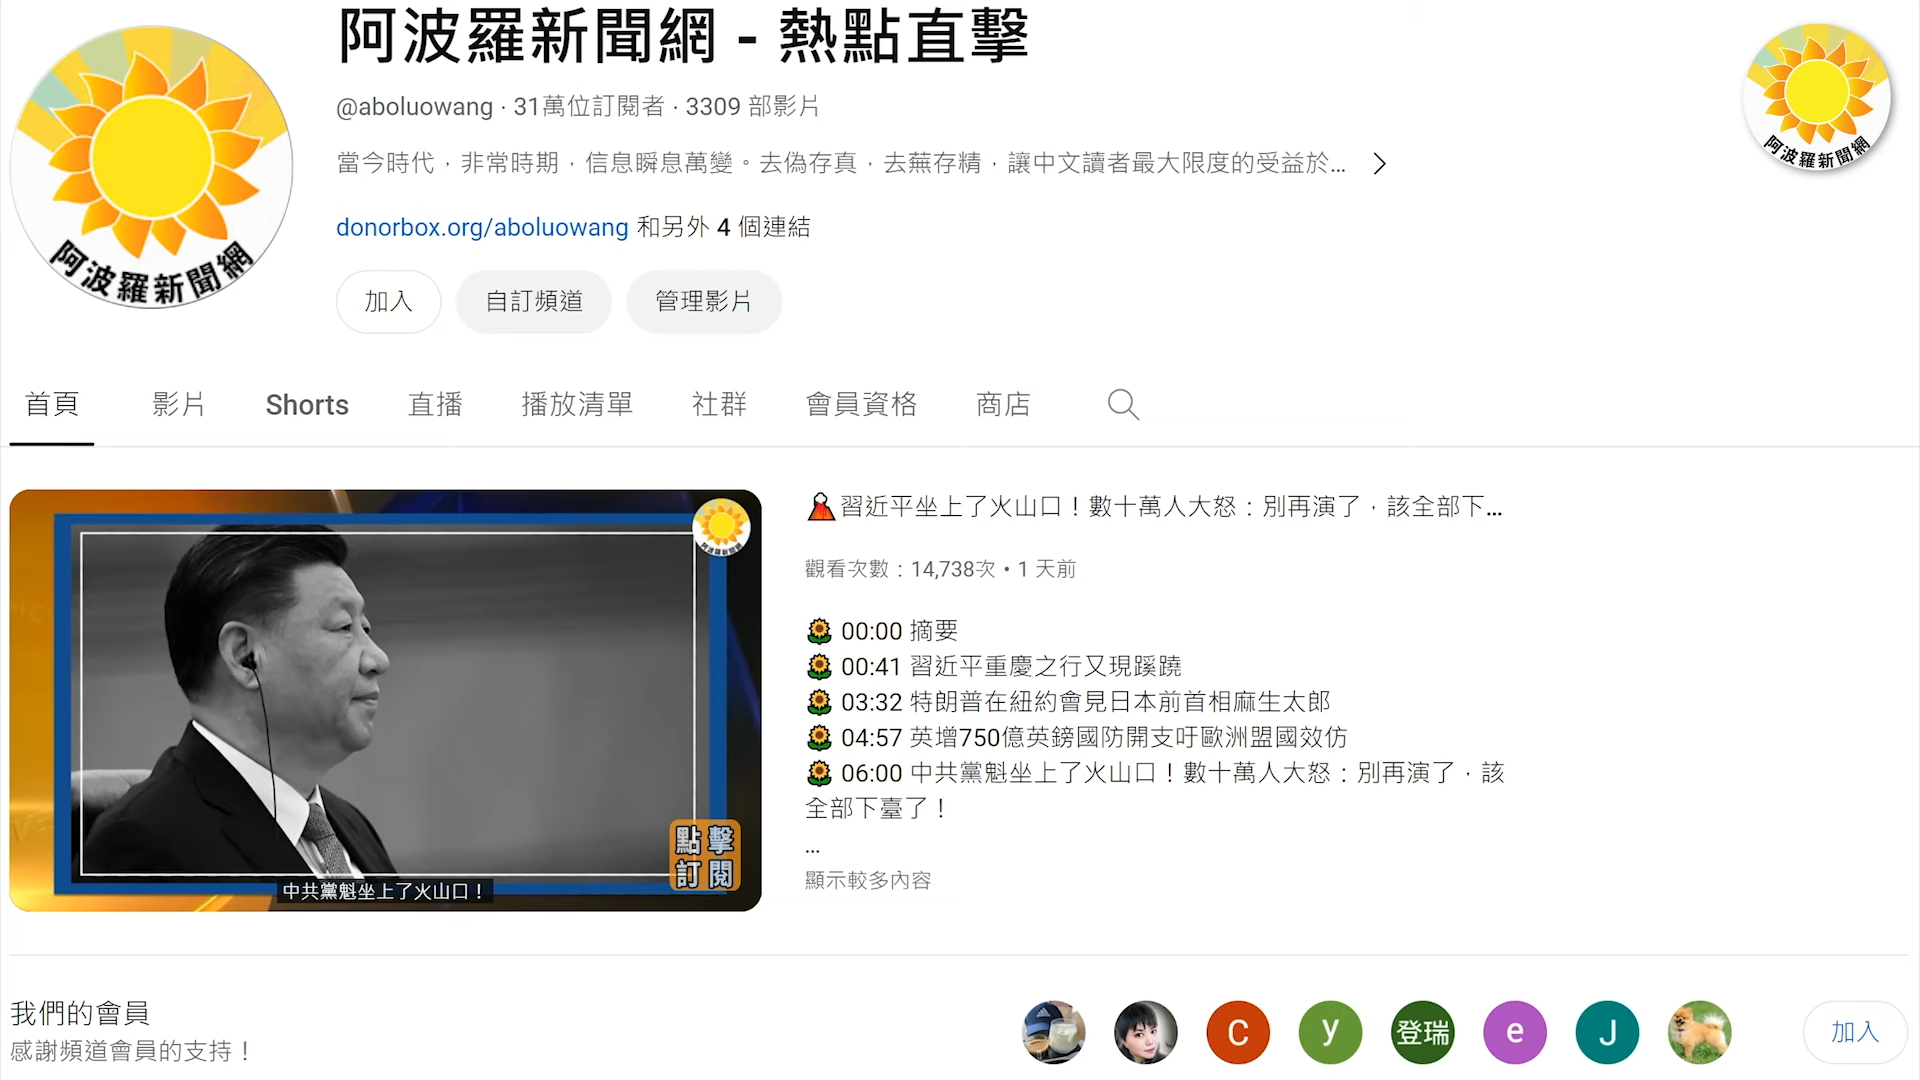 阿波羅新聞網 - 熱點直擊
@aboluowang · 31萬位訂閱者 · 3309 部影片
當今時代，非常時期，信息瞬息萬變。去偽存真，去蕪存精，讓中文讀者最大限度的受益於...
donorbox.org/aboluowang 和另外 4 個連結
加入
自訂頻道
管理影片
阿波羅新聞網
阿波羅新聞網
首頁
影片
Shorts
直播
播放清單
社群
會員資格
商店
阿波羅新聞網
點擊
訂閱
中共黨魁坐上了火山口！
🌋習近平坐上了火山口！數十萬人大怒：別再演了，該全部下...
觀看次數：14,738次 • 1 天前
🌻 00:00 摘要
🌻 00:41 習近平重慶之行又現蹊蹺
🌻 03:32 特朗普在紐約會見日本前首相麻生太郎
🌻 04:57 英增750億英鎊國防開支吁歐洲盟國效仿
🌻 06:00 中共黨魁坐上了火山口！數十萬人大怒：別再演了，該
全部下臺了！
...
顯示較多內容
我們的會員
感謝頻道會員的支持！
C
y
登瑞
e
J
加入